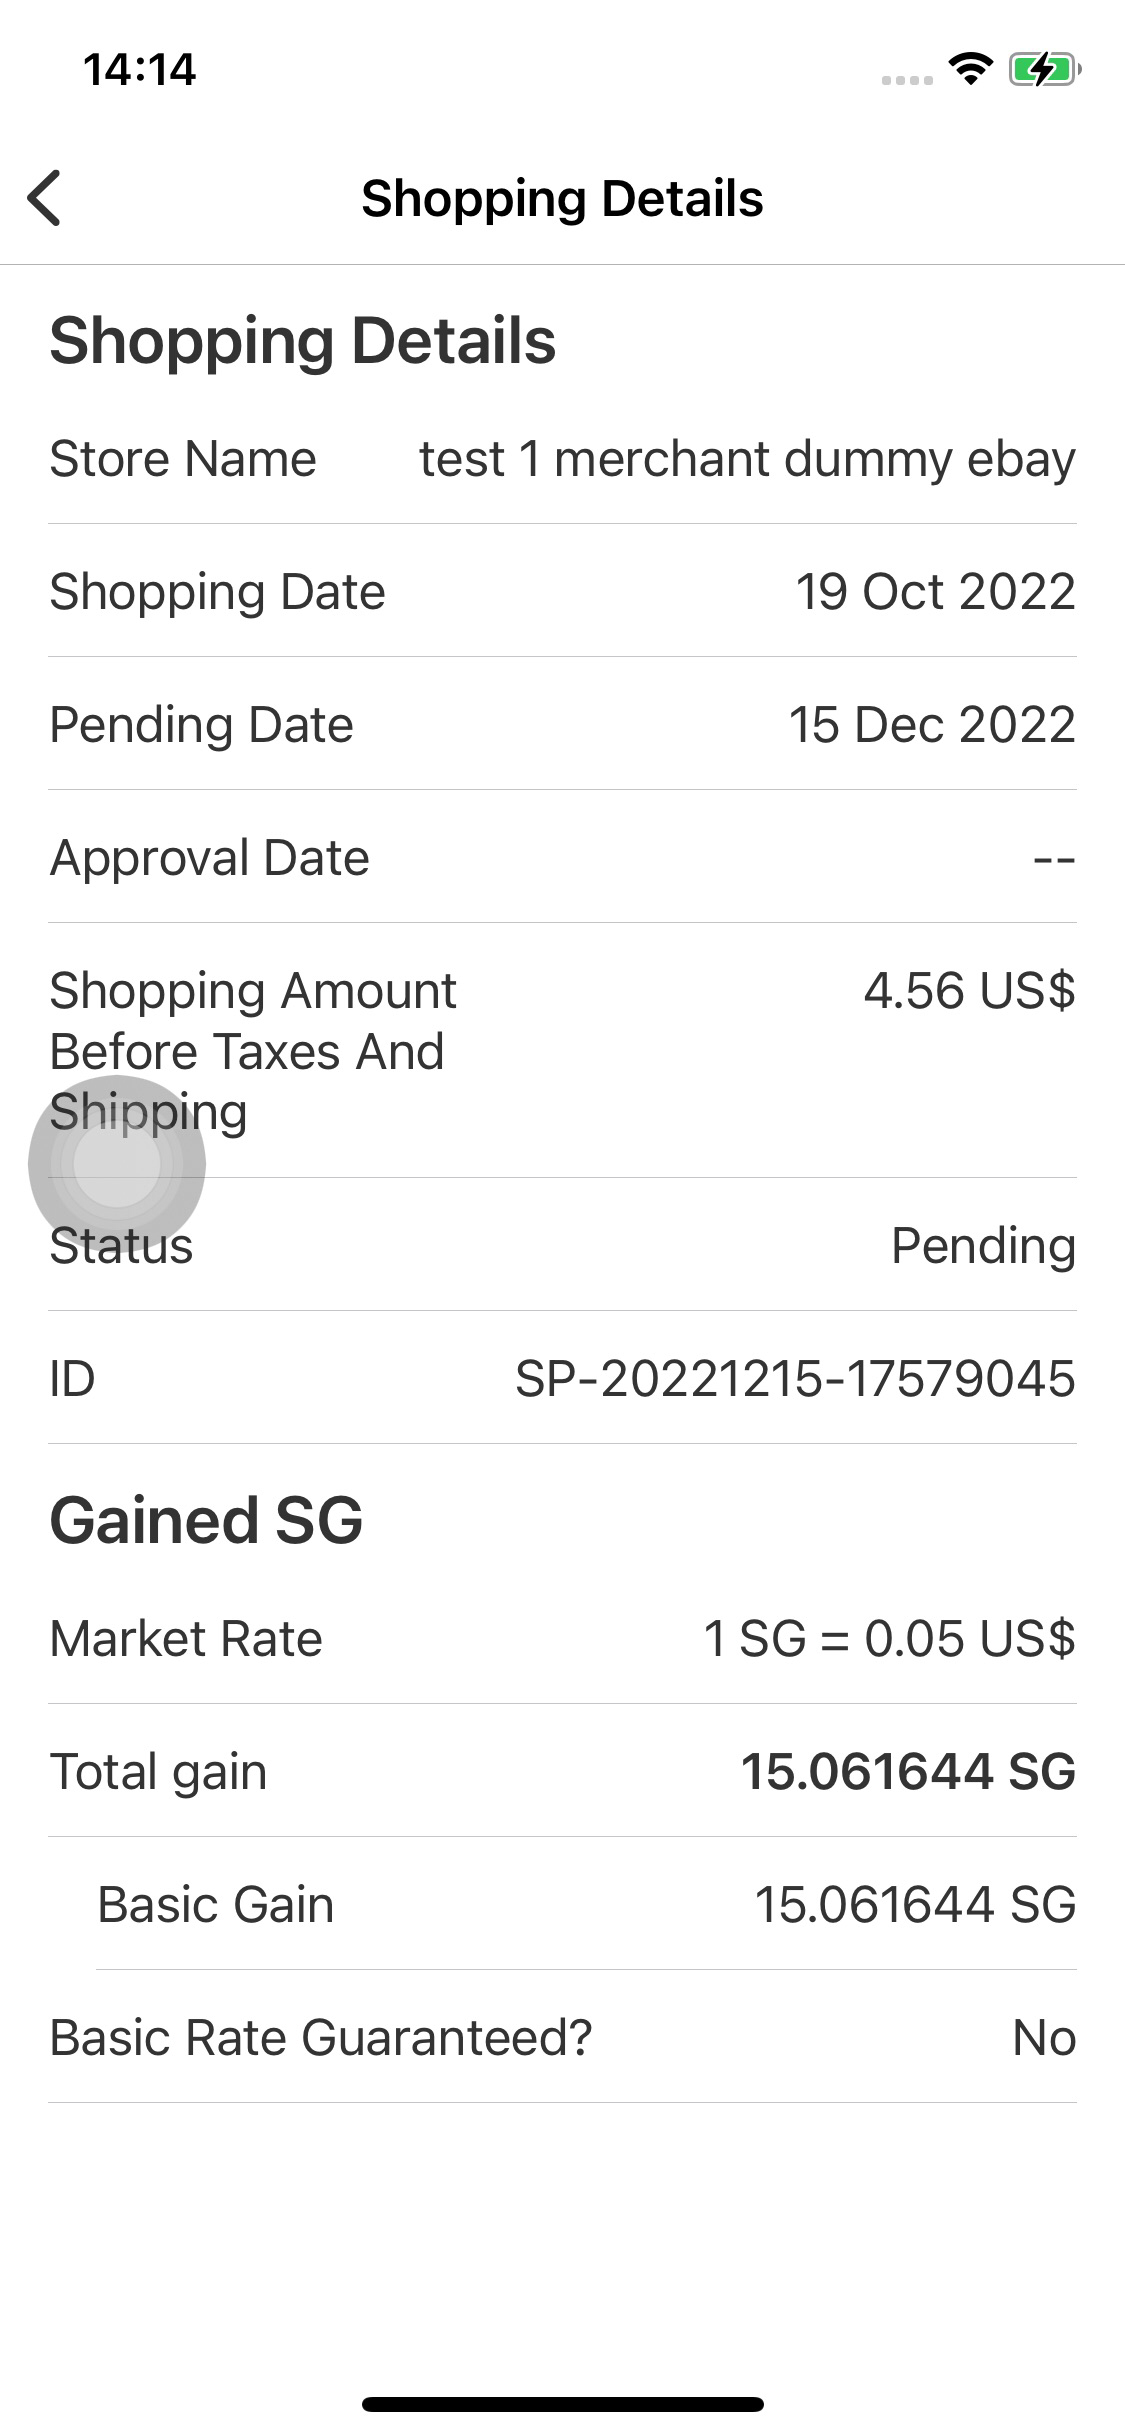 14:14
Shopping Details
Shopping Details
Store Name test 1 merchant dummy ebay
Shopping Date 19 Oct 2022
Pending Date 15 Dec 2022
Approval Date --
Shopping Amount 4.56 US$
Before Taxes And
Shipping
Status Pending
ID SP-20221215-17579045
Gained SG
Market Rate 1 SG = 0.05 US$
Total gain 15.061644 SG
Basic Gain 15.061644 SG
Basic Rate Guaranteed? No